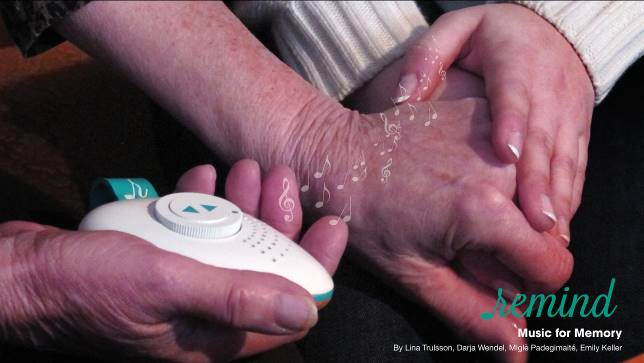 remind
Music for Memory
By Lina Trulsson, Darja Wendel, Miglė Padegimaitė, Emily Keller